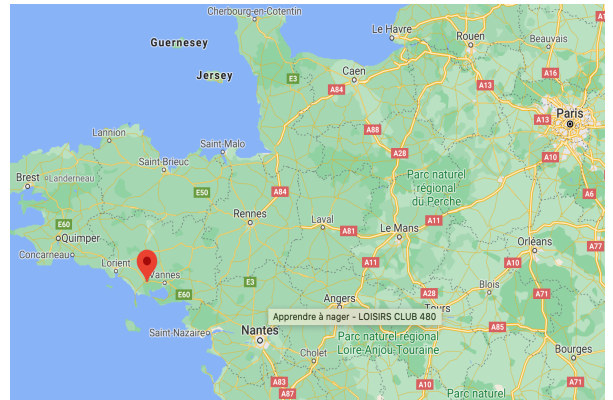 Cherbourg-en-Cotentin
Le Havre
Rouen
Beauvais
Guernesey
Jersey
E3
Caen
A84
A13
A16
A13
Paris
A88
A28
A10
A6
Lannion
Saint-Malo
Saint-Brieuc
Brest
Landerneau
E50
A84
Parc naturel
régional
du Perche
Rennes
Laval
A81
Le Mans
A11
E60
Quimper
Concarneau
Lorient
Vannes
E60
E3
A11
Orléans
A10
A77
A28
Blois
A71
Angers
Tours
Apprendre à nager - LOISIRS CLUB 480
Saint-Nazaire
Nantes
A85
Parc naturel régional
Loire-Anjou-Touraine
Cholet
Bourges
A83
A87
A10
A71
Parc naturel